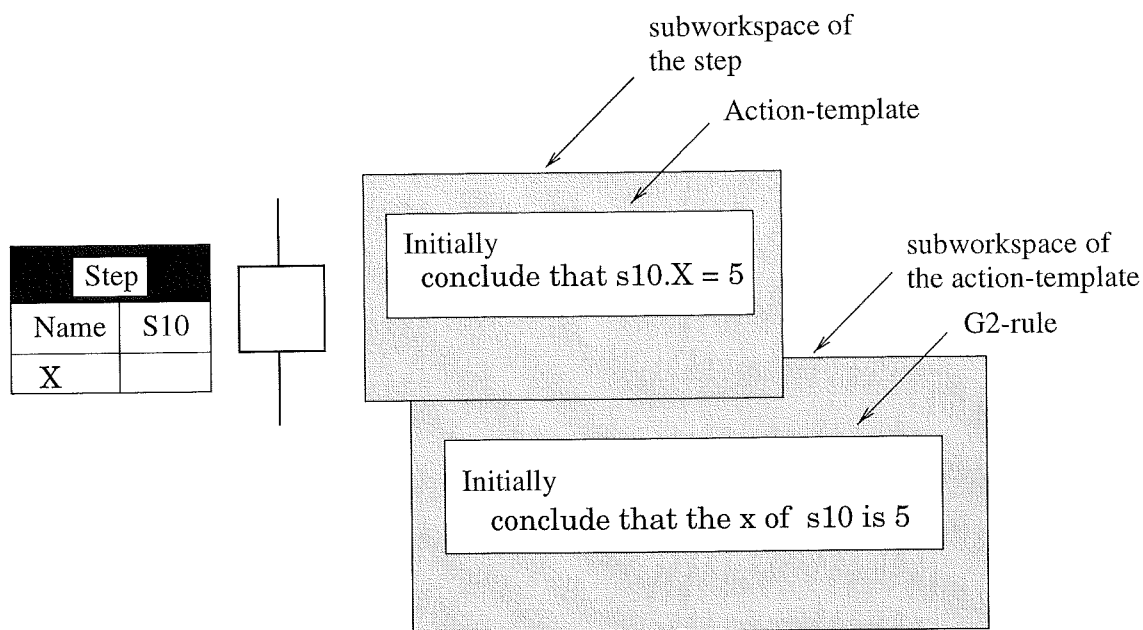 subworkspace of
the step
Action-template
Initially
conclude that s10.X = 5
Step
Name S10
X
subworkspace of
the action-template
G2-rule
Initially
conclude that the x of s10 is 5